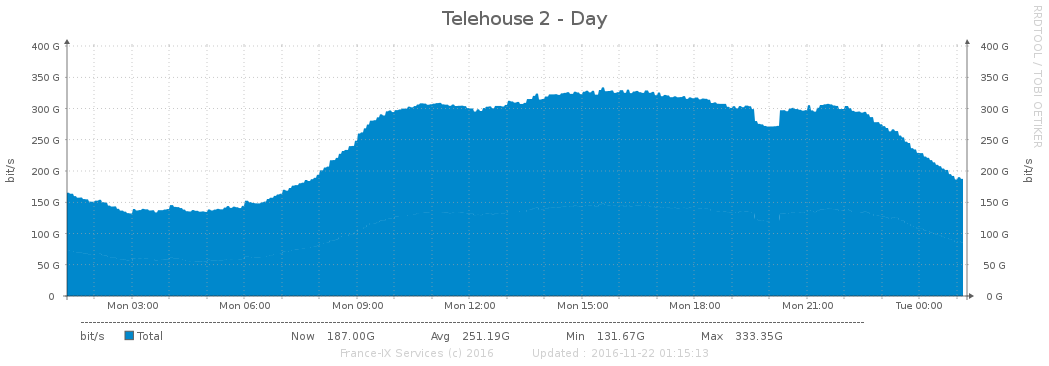 Telehouse 2 - Day
RRDTOOL / TOBI OETIKER
400 G 400 G
350 G 350 G
300 G 300 G
250 G 250 G
200 G 200 G
150 G 150 G
100 G 100 G
50 G 50 G
0 0 G
bit/s bit/s
Mon 03:00 Mon 06:00 Mon 09:00 Mon 12:00 Mon 15:00 Mon 18:00 Mon 21:00 Tue 00:00
bit/s Total Now 187.00G Avg 251.19G Min 131.67G Max 333.35G
France-IX Services (c) 2016 Updated : 2016-11-22 01:15:13